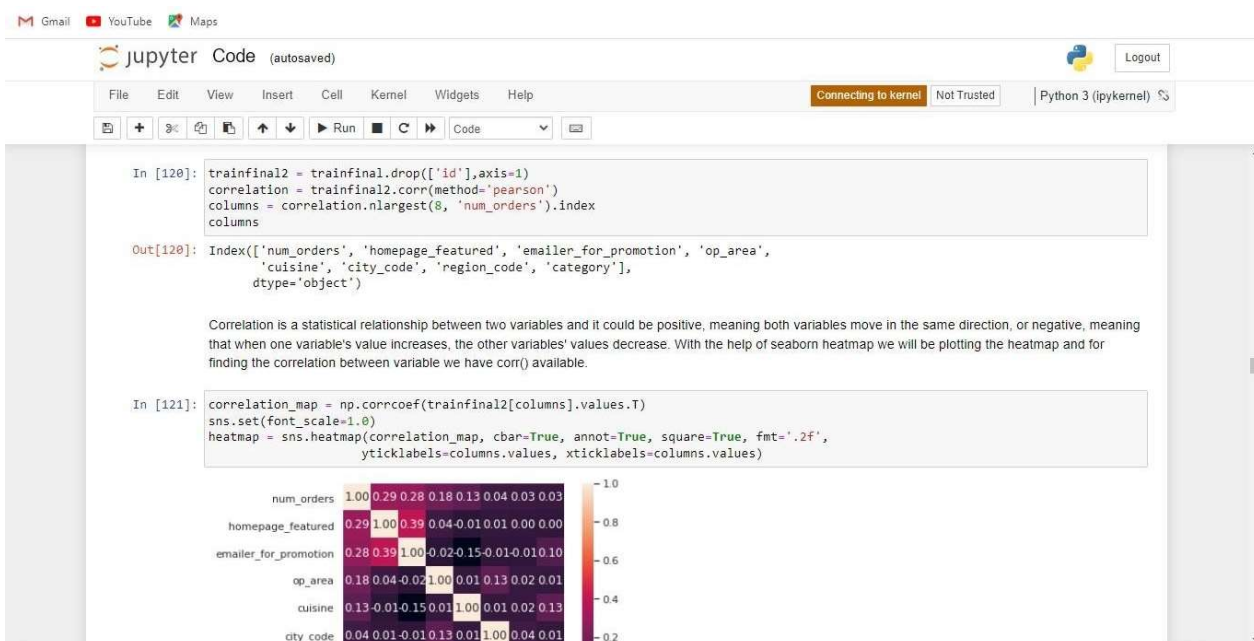 Gmail YouTube Maps
jupyter Code (autosaved) Logout
File Edit View Insert Cell Kernel Widgets Help Connecting to kernel Not Trusted Python 3 (ipykernel)
Run Code
In [120]: trainfinal2 = trainfinal.drop(['id'],axis=1)
correlation = trainfinal2.corr(method='pearson')
columns = correlation.nlargest(8, 'num_orders').index
columns
Out[120]: Index(['num_orders', 'homepage_featured', 'emailer_for_promotion', 'op_area',
'cuisine', 'city_code', 'region_code', 'category'],
dtype='object')
Correlation is a statistical relationship between two variables and it could be positive, meaning both variables move in the same direction, or negative, meaning
that when one variable's value increases, the other variables' values decrease. With the help of seaborn heatmap we will be plotting the heatmap and for
finding the correlation between variable we have corr() available.
In [121]: correlation_map = np.corrcoef(trainfinal2[columns].values.T)
sns.set(font_scale=1.0)
heatmap = sns.heatmap(correlation_map, cbar=True, annot=True, square=True, fmt='.2f',
yticklabels=columns.values, xticklabels=columns.values)
num_orders 1.00 0.29 0.28 0.18 0.13 0.04 0.03 0.03 1.0
homepage_featured 0.29 1.00 0.39 0.04 -0.01 0.01 0.00 0.00 0.8
emailer_for_promotion 0.28 0.39 1.00 -0.02 -0.15 -0.01 -0.01 0.10 0.6
op_area 0.18 0.04 -0.02 1.00 0.01 0.13 0.02 0.01
cuisine 0.13 -0.01 -0.15 0.01 1.00 0.01 0.02 0.13 0.4
city_code 0.04 0.01 -0.01 0.13 0.01 1.00 0.04 0.01 0.2